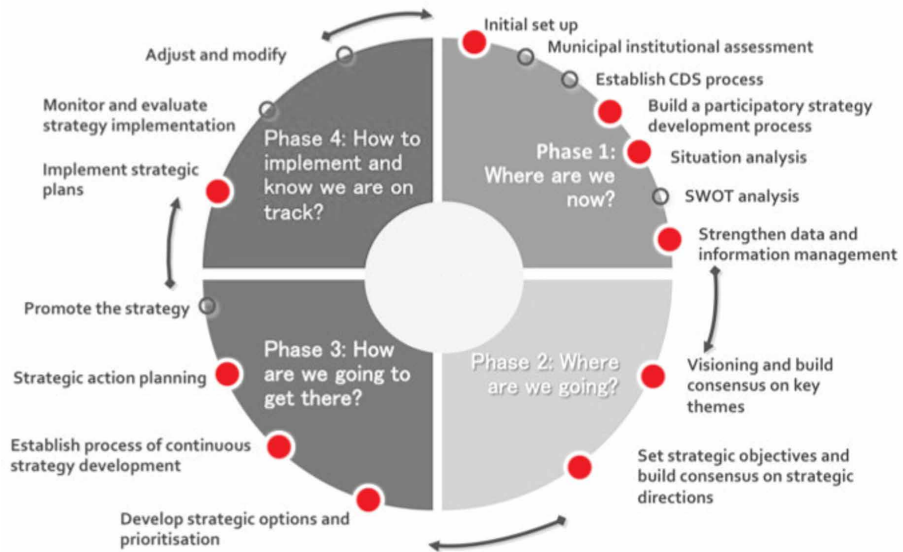 Initial set up
Municipal institutional assessment
Establish CDS process
Build a participatory strategy
development process
Situation analysis
SWOT analysis
Strengthen data and
information management
Phase 1:
Where are we
now?
Visioning and build
consensus on key
themes
Set strategic objectives and
build consensus on strategic
directions
Phase 2: Where
are we going?
Develop strategic options and
prioritisation
Establish process of continuous
strategy development
Strategic action planning
Promote the strategy
Phase 3: How
are we going to
get there?
Implement strategic
plans
Monitor and evaluate
strategy implementation
Adjust and modify
Phase 4: How to
implement and
know we are on
track?